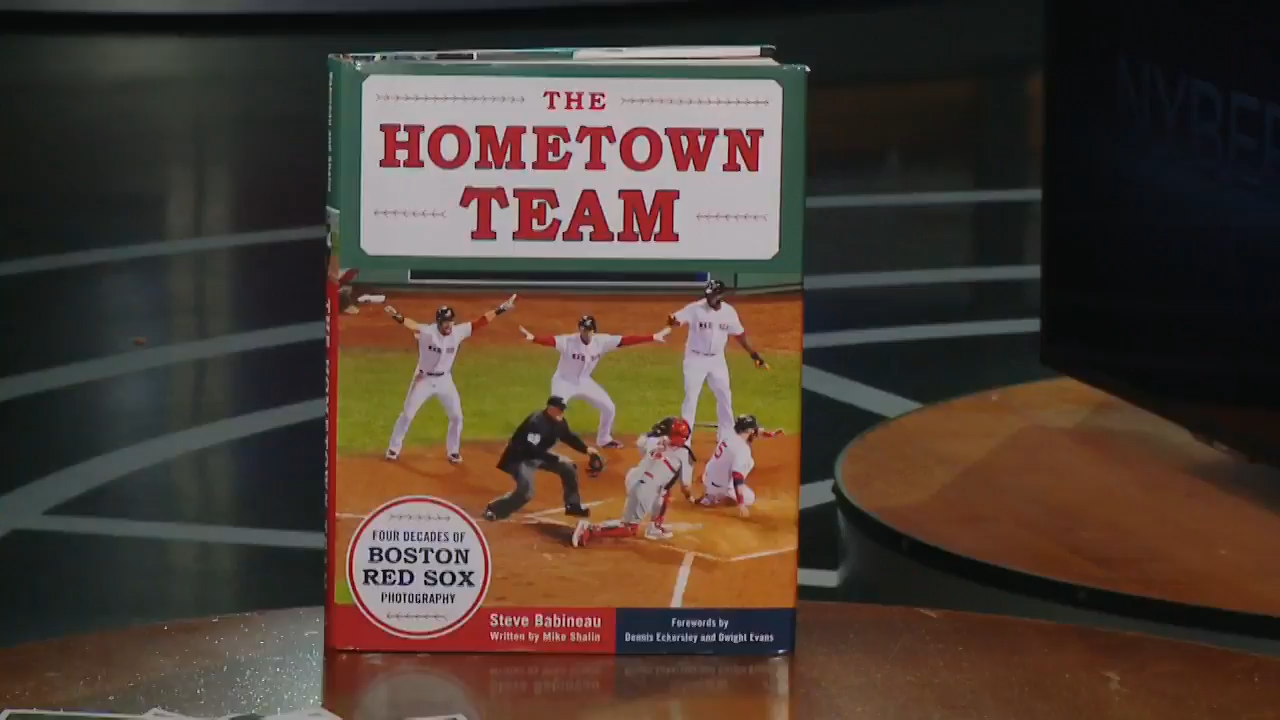 THE
HOMETOWN
TEAM
FOUR DECADES OF
BOSTON
RED SOX
PHOTOGRAPHY
Steve Babineau
Written by Mike Shalin
Forewords by
Dennis Eckersley and Dwight Evans